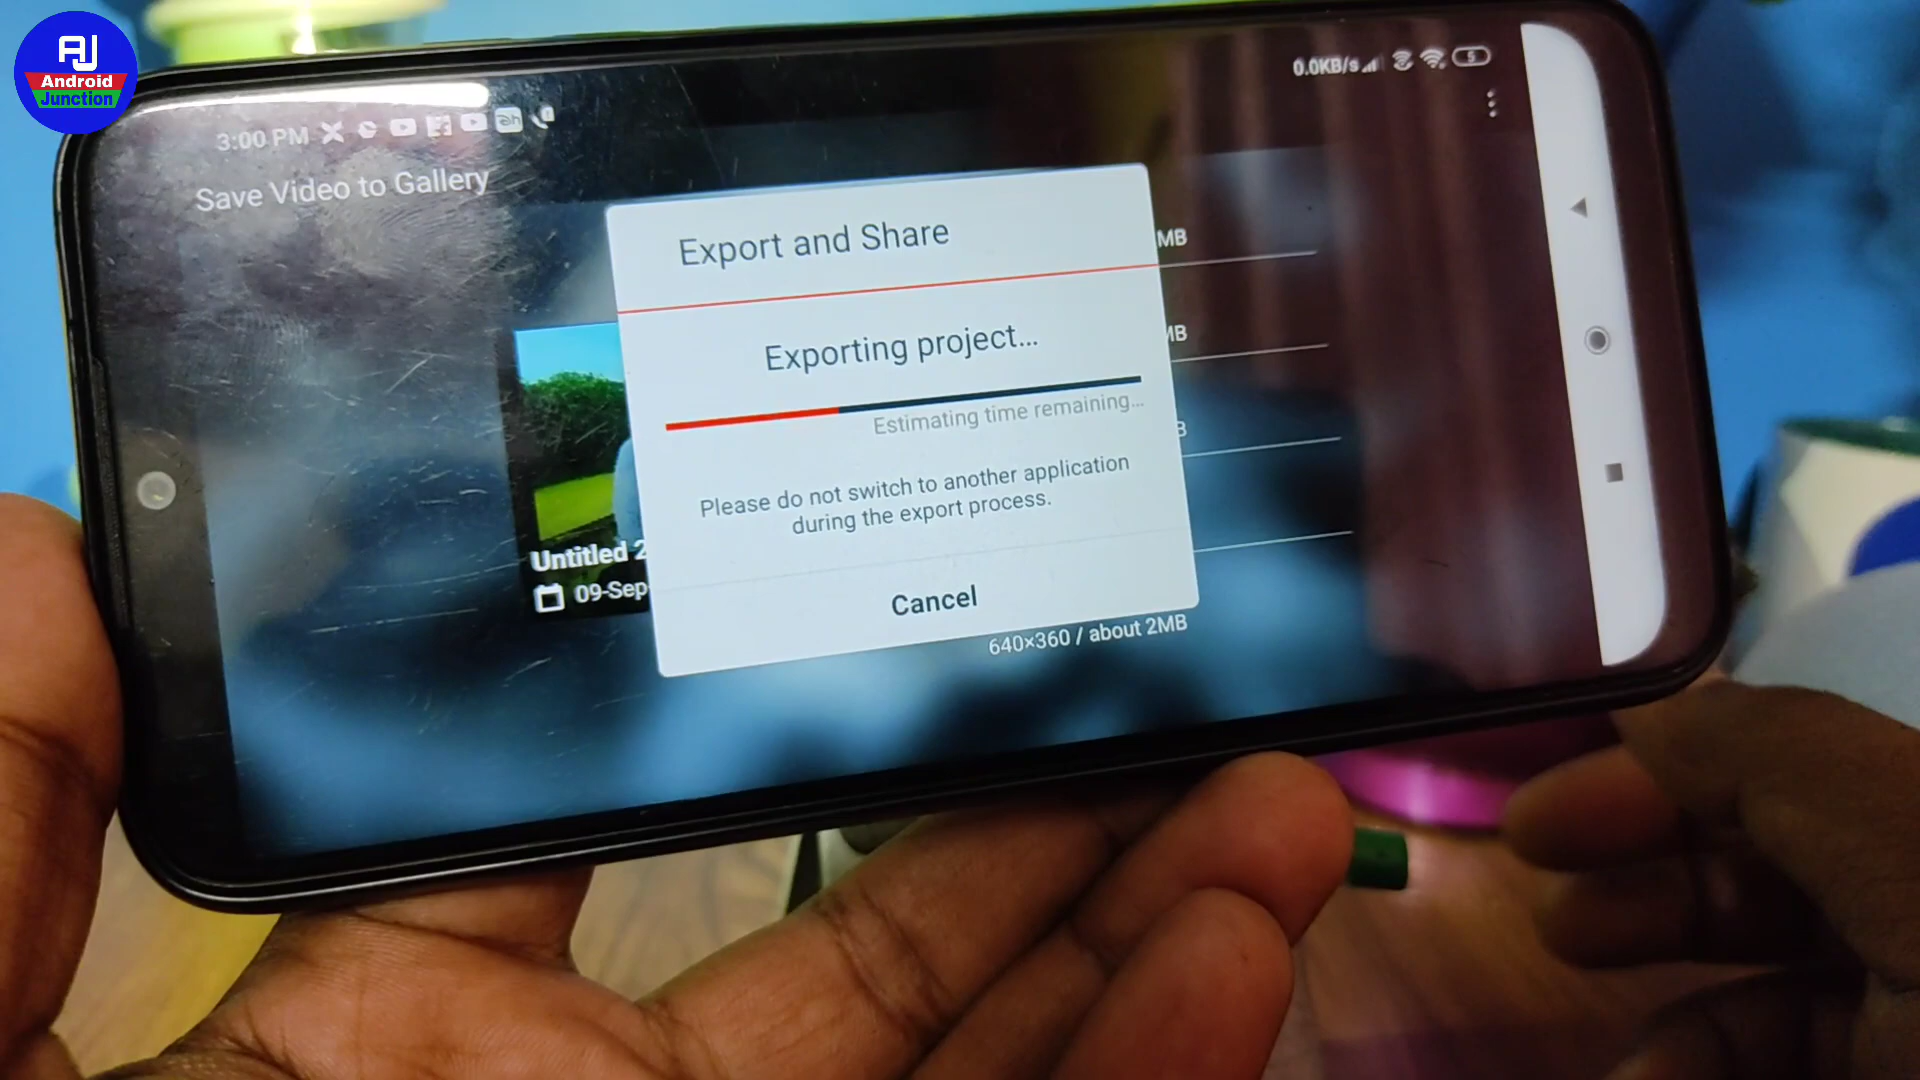 AJ
Android
Junction
3:00 PM
0.0KB/s
5
Save Video to Gallery
Export and Share
MB
Exporting project...
MB
Estimating time remaining...
B
Please do not switch to another application
during the export process.
Untitled 2
09-Sep-
Cancel
640×360 / about 2MB